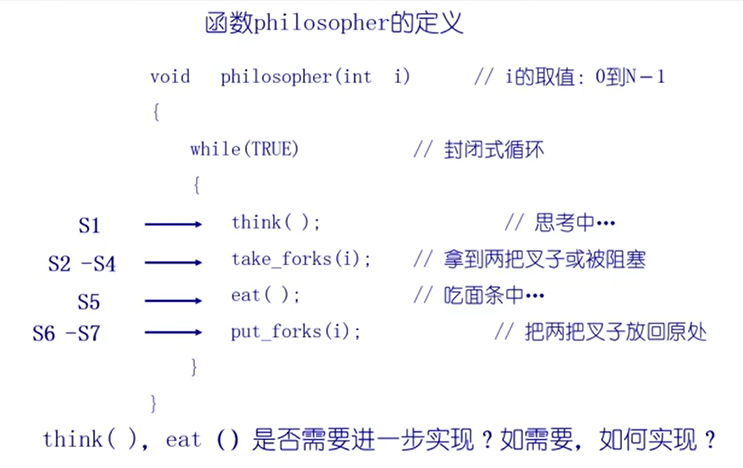 函数philosopher的定义
void philosopher(int i) // i的取值: 0到N-1
{
while(TRUE) // 封闭式循环
{
S1 think( ); // 思考中…
S2 -S4 take_forks(i); // 拿到两把叉子或被阻塞
S5 eat( ); // 吃面条中…
S6 -S7 put_forks(i); // 把两把叉子放回原处
}
}
think( ), eat () 是否需要进一步实现？如需要, 如何实现？